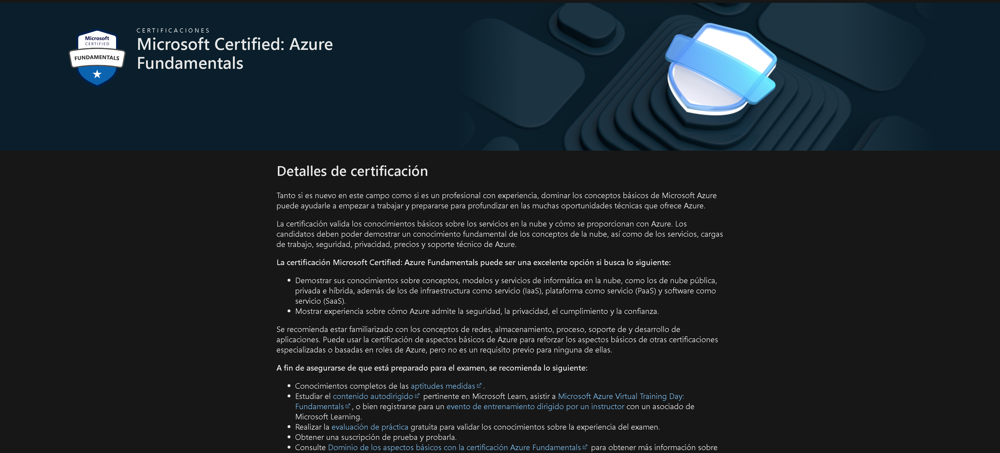 Microsoft
CERTIFIED
FUNDAMENTALS
CERTIFICACIONES
Microsoft Certified: Azure
Fundamentals
Detalles de certificación
Tanto si es nuevo en este campo como si es un profesional con experiencia, dominar los conceptos básicos de Microsoft Azure
puede ayudarle a empezar a trabajar y prepararse para profundizar en las muchas oportunidades técnicas que ofrece Azure.
La certificación valida los conocimientos básicos sobre los servicios en la nube y cómo se proporcionan con Azure. Los
candidatos deben poder demostrar un conocimiento fundamental de los conceptos de la nube, así como de los servicios, cargas
de trabajo, seguridad, privacidad, precios y soporte técnico de Azure.
La certificación Microsoft Certified: Azure Fundamentals puede ser una excelente opción si busca lo siguiente:
• Demostrar sus conocimientos sobre conceptos, modelos y servicios de informática en la nube, como los de nube pública,
privada e híbrida, además de los de infraestructura como servicio (IaaS), plataforma como servicio (PaaS) y software como
servicio (SaaS).
• Mostrar experiencia sobre cómo Azure admite la seguridad, la privacidad, el cumplimiento y la confianza.
Se recomienda estar familiarizado con los conceptos de redes, almacenamiento, proceso, soporte de y desarrollo de
aplicaciones. Puede usar la certificación de aspectos básicos de Azure para reforzar los aspectos básicos de otras certificaciones
especializadas o basadas en roles de Azure, pero no es un requisito previo para ninguna de ellas.
A fin de asegurarse de que está preparado para el examen, se recomienda lo siguiente:
• Conocimientos completos de las aptitudes medidas.
• Estudiar el contenido autodirigido pertinente en Microsoft Learn, asistir a Microsoft Azure Virtual Training Day:
Fundamentals, o bien registrarse para un evento de entrenamiento dirigido por un instructor con un asociado de
Microsoft Learning.
• Realizar la evaluación de práctica gratuita para validar los conocimientos sobre la experiencia del examen.
• Obtener una suscripción de prueba y probarla.
• Consulte Dominio de los aspectos básicos con la certificación Azure Fundamentals para obtener más información sobre